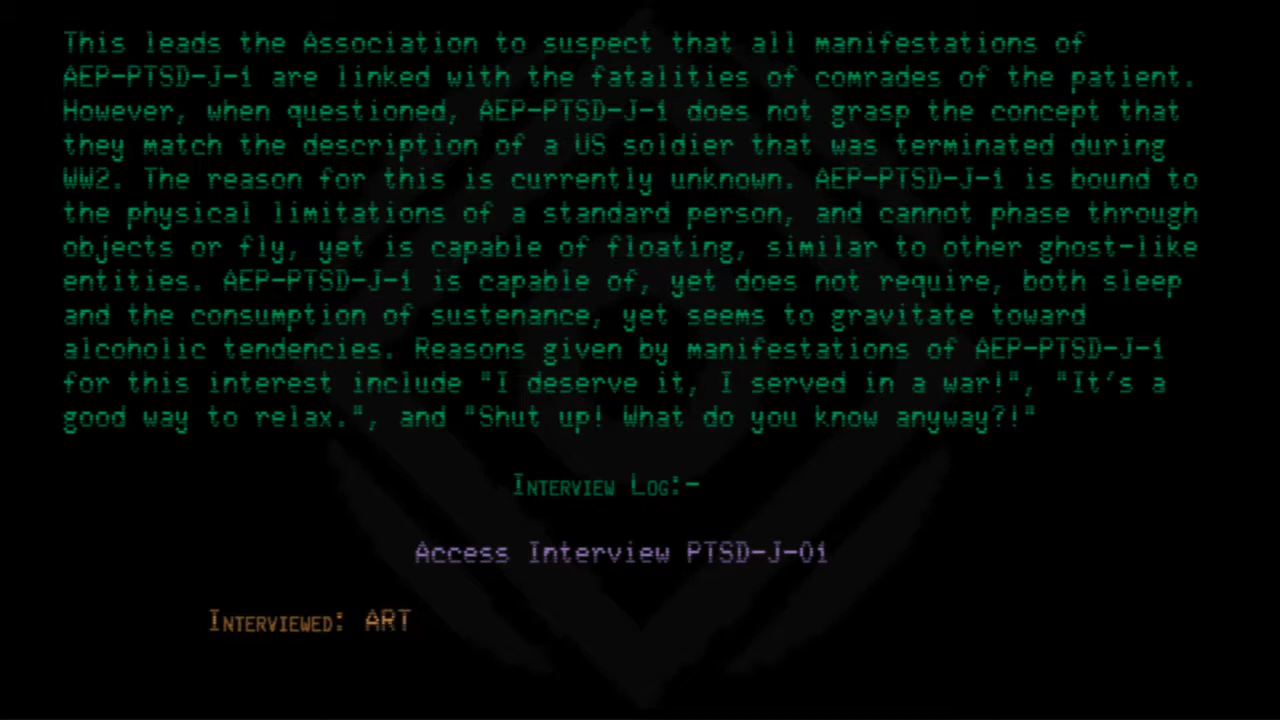 This leads the Association to suspect that all manifestations of
AEP-PTSD-J-1 are linked with the fatalities of comrades of the patient.
However, when questioned, AEP-PTSD-J-1 does not grasp the concept that
they match the description of a US soldier that was terminated during
WW2. The reason for this is currently unknown. AEP-PTSD-J-1 is bound to
the physical limitations of a standard person, and cannot phase through
objects or fly, yet is capable of floating, similar to other ghost-like
entities. AEP-PTSD-J-1 is capable of, yet does not require, both sleep
and the consumption of sustenance, yet seems to gravitate toward
alcoholic tendencies. Reasons given by manifestations of AEP-PTSD-J-1
for this interest include "I deserve it, I served in a war!", "It's a
good way to relax.", and "Shut up! What do you know anyway?!"
Interview Log:-
Access Interview PTSD-J-01
Interviewed: ART